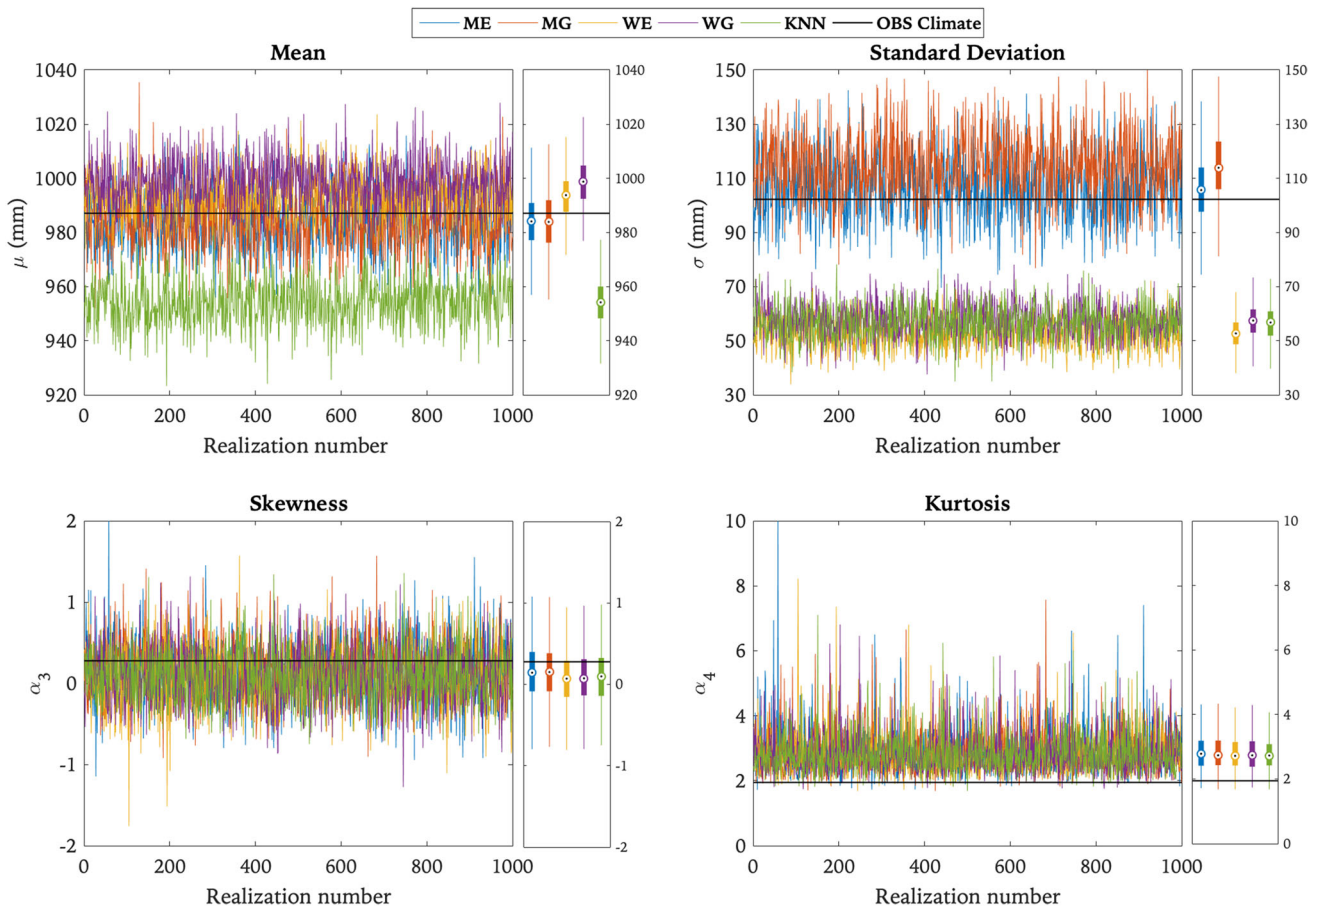 ME MG WE WG KNN OBS Climate
Mean
Standard Deviation
1040 1040 150 150
1020 1020 130 130
1000 1000 110 110
980 980 90 90
960 960 70 70
940 940 50 50
920 920 30 30
μ (mm)
σ (mm)
0 200 400 600 800 1000 0 200 400 600 800 1000
Realization number Realization number
Skewness
Kurtosis
2 2 10 10
8 8
1 1
6 6
0 0
4 4
-1 -1
2 2
-2 -2 0 0
α3
α4
0 200 400 600 800 1000 0 200 400 600 800 1000
Realization number Realization number